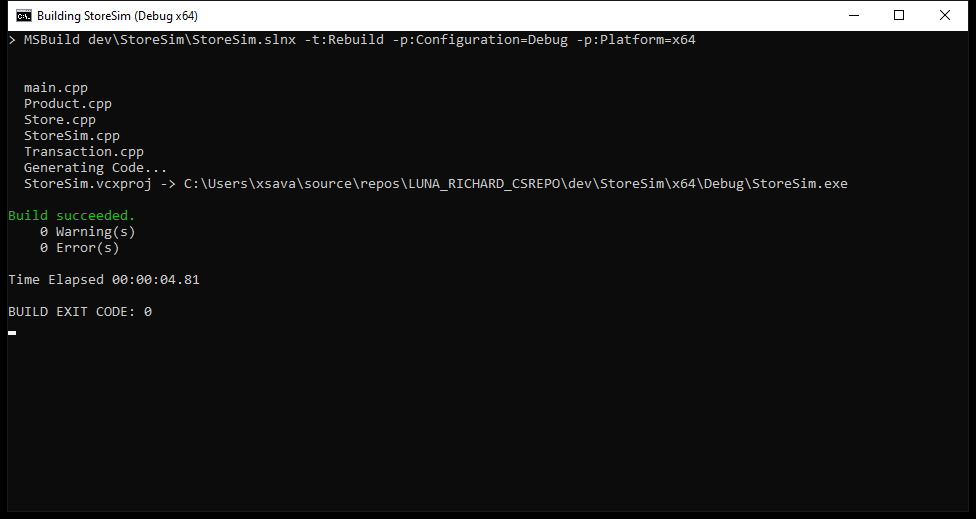 Building StoreSim (Debug x64)
> MSBuild dev\StoreSim\StoreSim.slnx -t:Rebuild -p:Configuration=Debug -p:Platform=x64
main.cpp
Product.cpp
Store.cpp
StoreSim.cpp
Transaction.cpp
Generating Code...
StoreSim.vcxproj -> C:\Users\xsava\source\repos\LUNA_RICHARD_CSREPO\dev\StoreSim\x64\Debug\StoreSim.exe
Build succeeded.
0 Warning(s)
0 Error(s)
Time Elapsed 00:00:04.81
BUILD EXIT CODE: 0